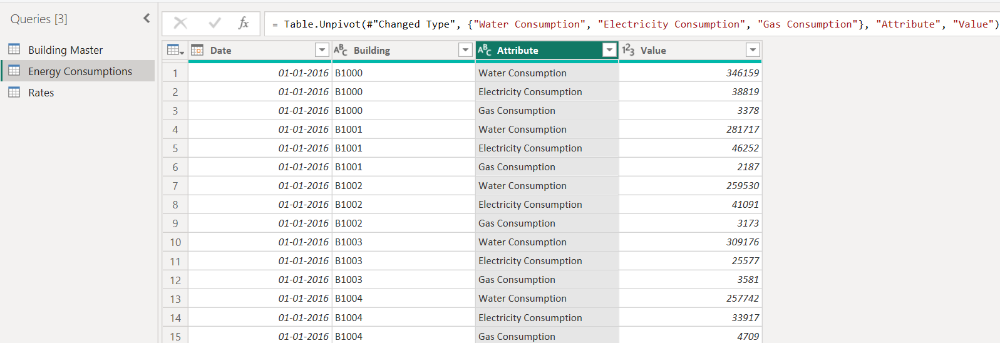 Queries [3]
Building Master
Energy Consumptions
Rates
fx
= Table.Unpivot(#"Changed Type", {"Water Consumption", "Electricity Consumption", "Gas Consumption"}, "Attribute", "Value")
Date ABC Building ABC Attribute 123 Value
1 01-01-2016 B1000 Water Consumption 346159
2 01-01-2016 B1000 Electricity Consumption 38819
3 01-01-2016 B1000 Gas Consumption 3378
4 01-01-2016 B1001 Water Consumption 281717
5 01-01-2016 B1001 Electricity Consumption 46252
6 01-01-2016 B1001 Gas Consumption 2187
7 01-01-2016 B1002 Water Consumption 259530
8 01-01-2016 B1002 Electricity Consumption 41091
9 01-01-2016 B1002 Gas Consumption 3173
10 01-01-2016 B1003 Water Consumption 309176
11 01-01-2016 B1003 Electricity Consumption 25577
12 01-01-2016 B1003 Gas Consumption 3581
13 01-01-2016 B1004 Water Consumption 257742
14 01-01-2016 B1004 Electricity Consumption 33917
15 01-01-2016 B1004 Gas Consumption 4709